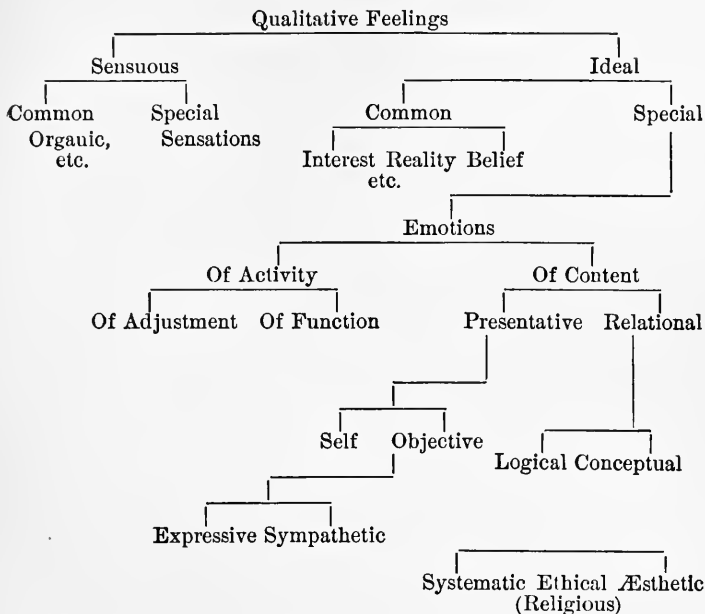 Qualitative Feelings
Sensuous Ideal
Common Special Common Special
Organic, Sensations
etc.
Interest Reality Belief
etc.
Emotions
Of Activity Of Content
Of Adjustment Of Function Presentative Relational
Self Objective
Logical Conceptual
Expressive Sympathetic
Systematic Ethical Æsthetic
(Religious)